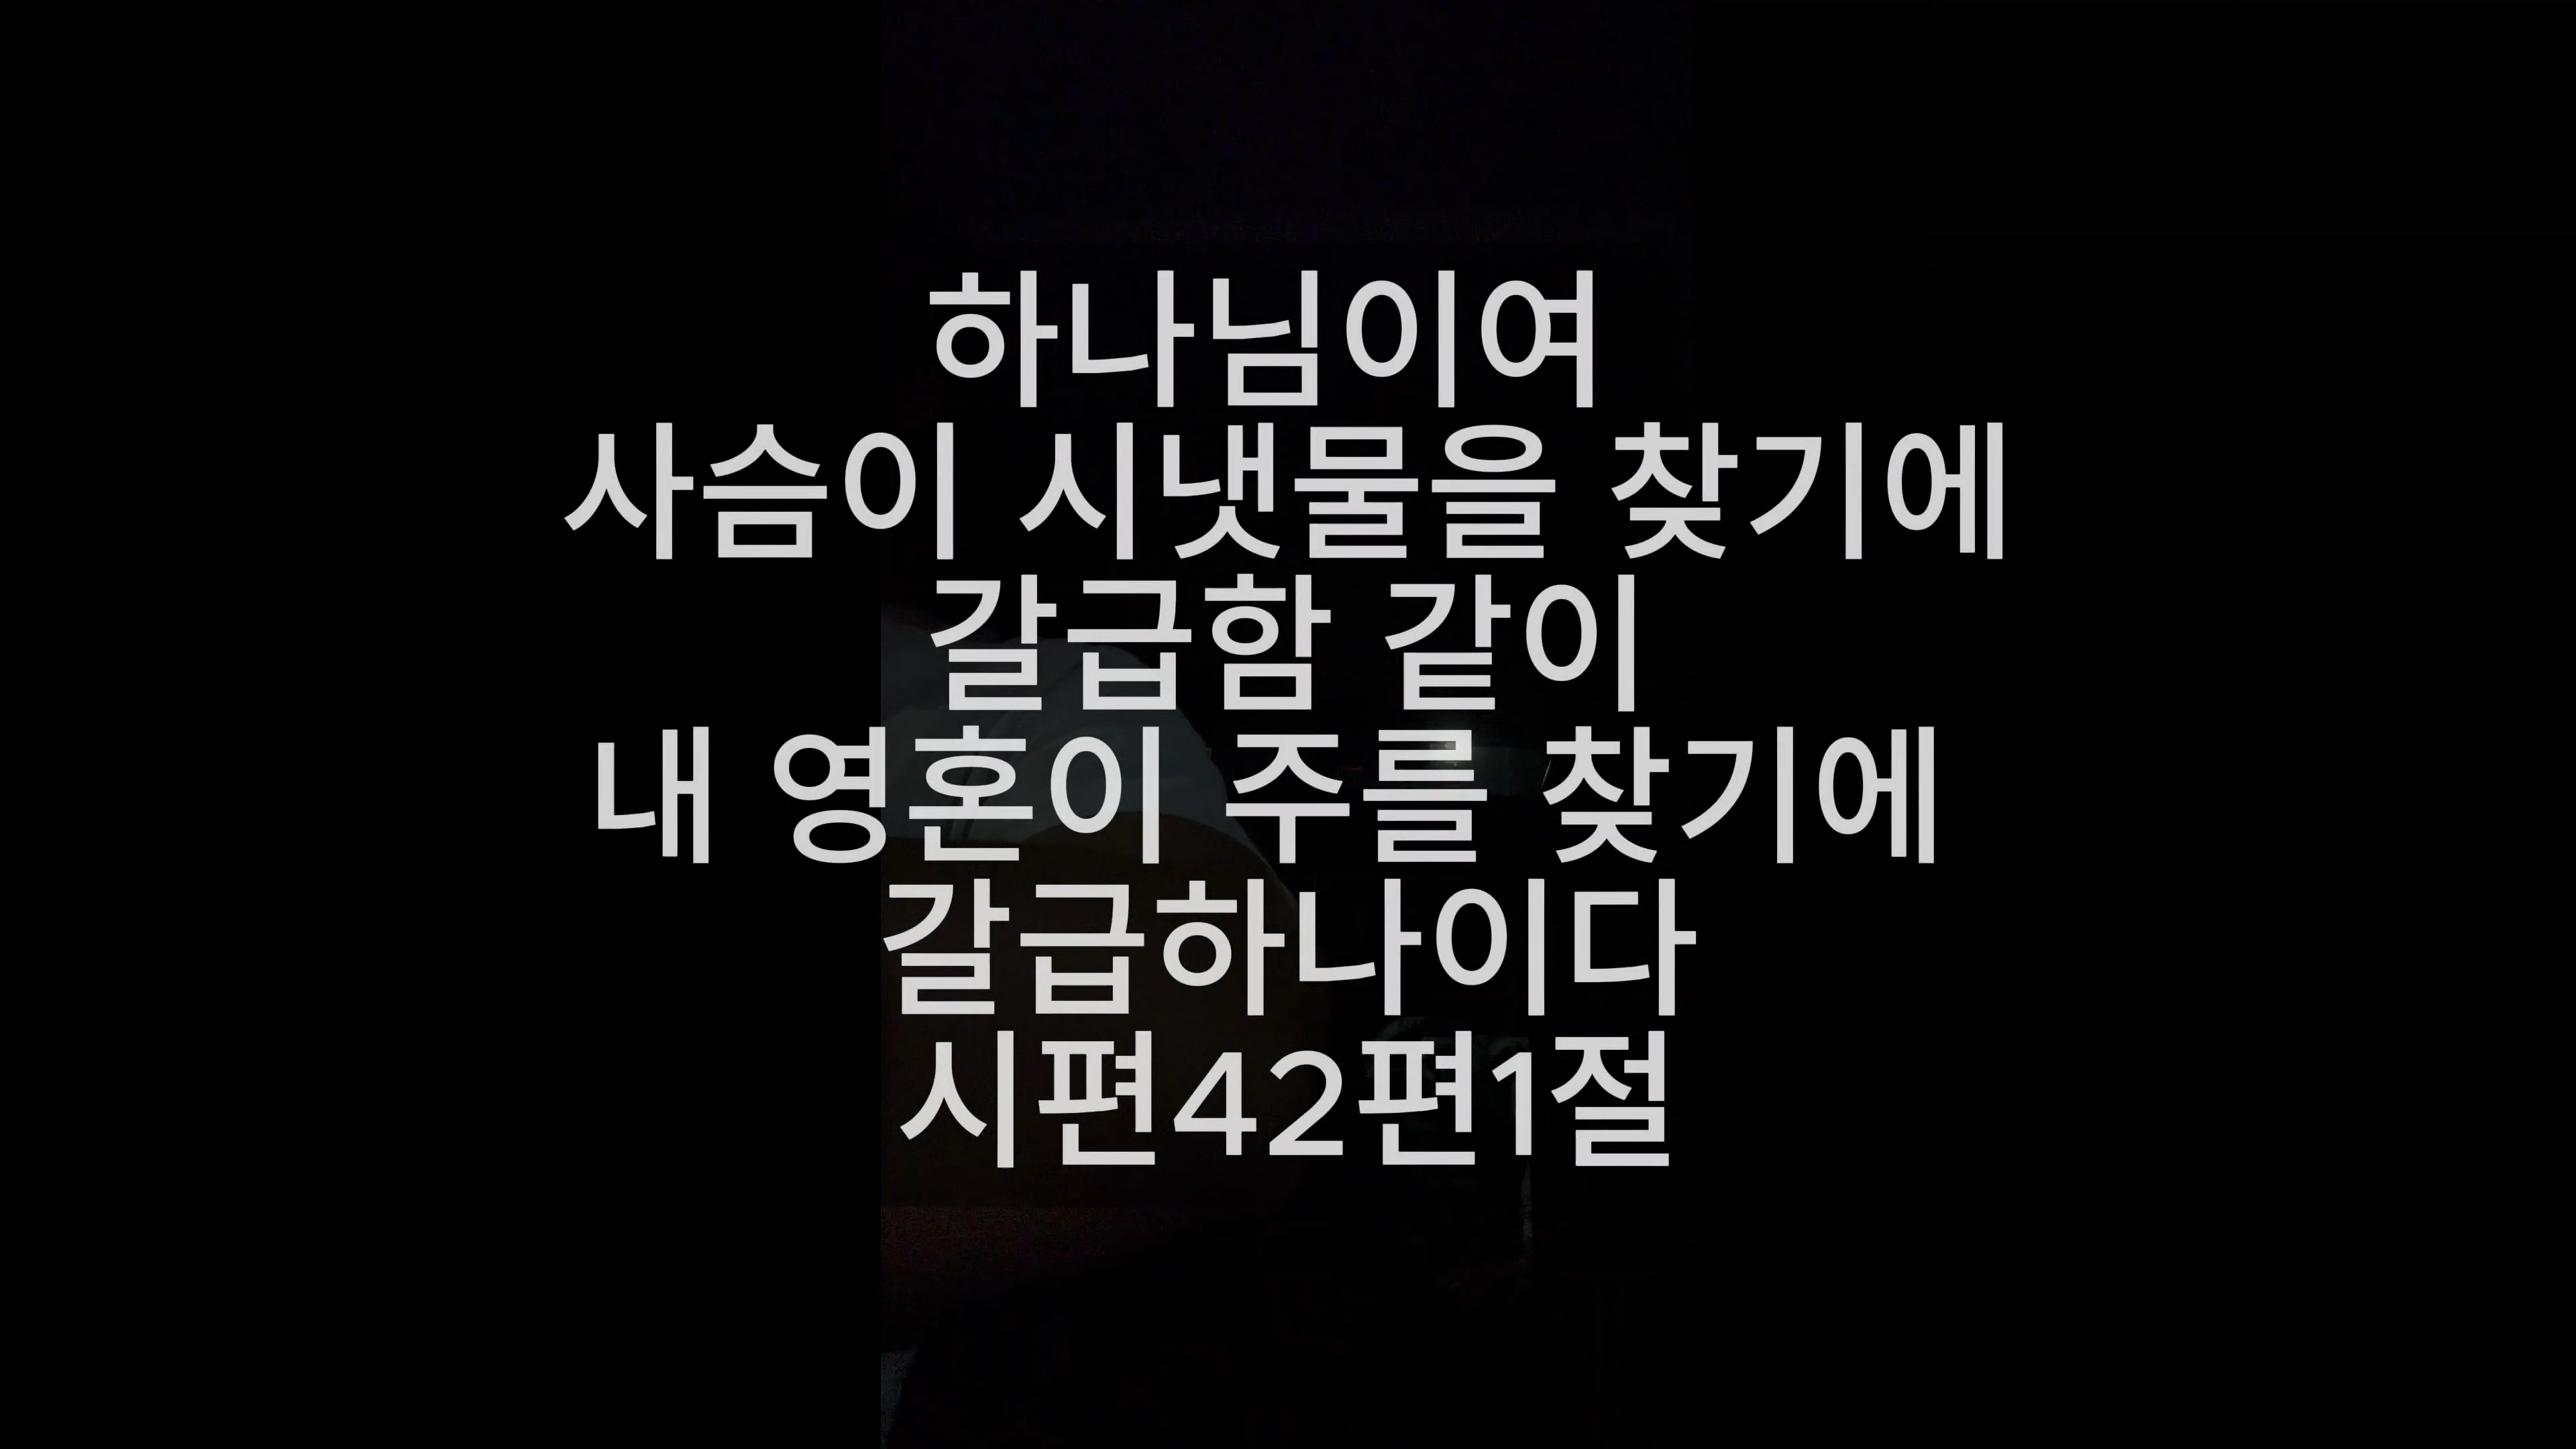 하나님이여
사슴이 시냇물을 찾기에
갈급함 같이
내 영혼이 주를 찾기에
갈급하나이다
시편42편1절